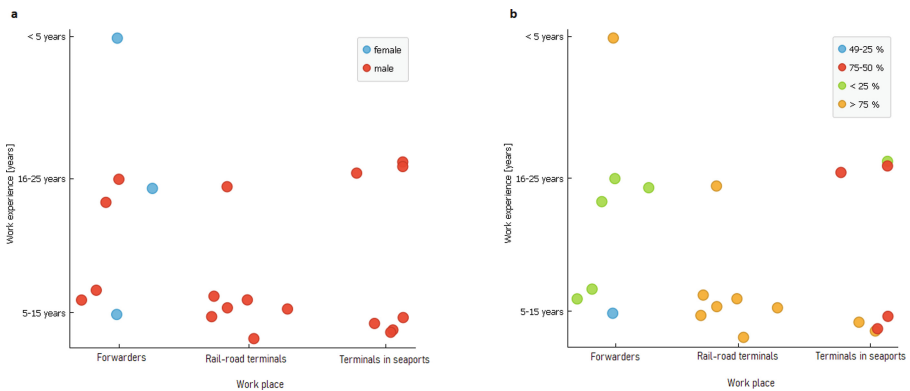 a
< 5 years
16-25 years
5-15 years
Work experience [years]
female
male
Forwarders
Rail-road terminals
Terminals in seaports
Work place
b
< 5 years
16-25 years
5-15 years
Work experience [years]
49-25 %
75-50 %
< 25 %
> 75 %
Forwarders
Rail-road terminals
Terminals in seaports
Work place